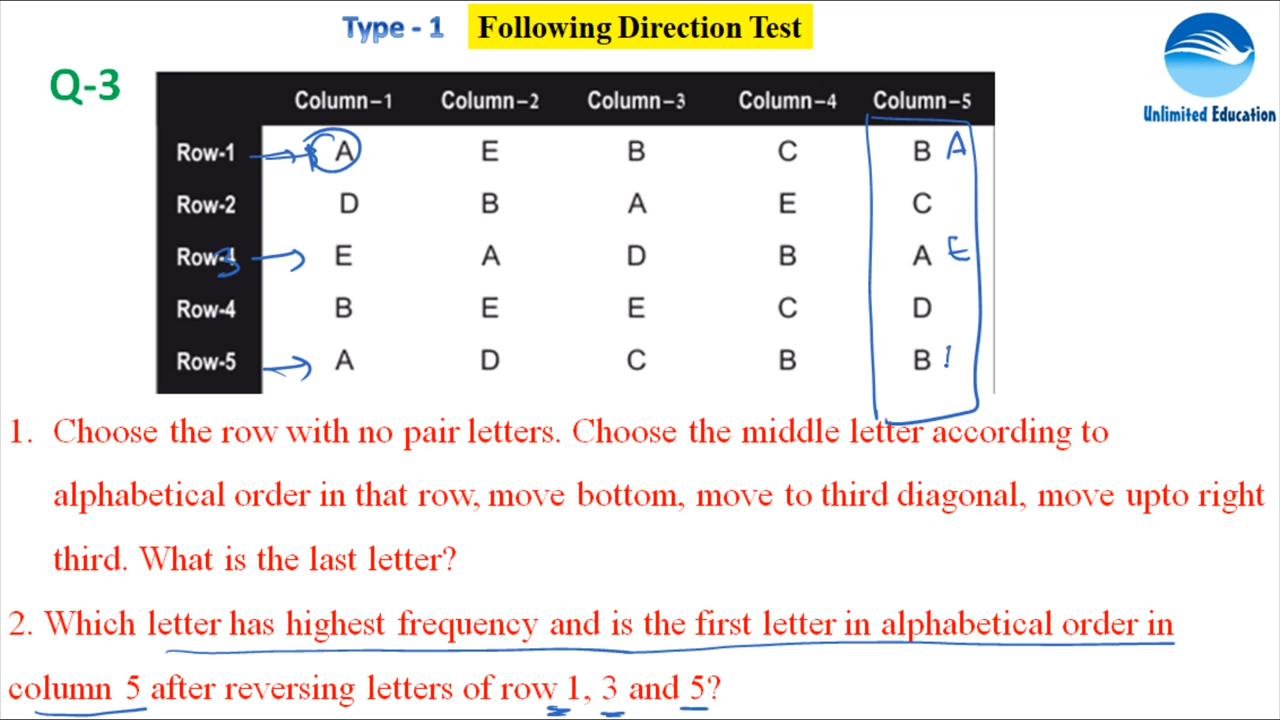 Type - 1 Following Direction Test
Q-3
Unlimited Education
Column-1 Column-2 Column-3 Column-4 Column-5
Row-1 A E B C B A
Row-2 D B A E C
Row-4 3 E A D B A E
Row-4 B E E C D
Row-5 A D C B B
1. Choose the row with no pair letters. Choose the middle letter according to
alphabetical order in that row, move bottom, move to third diagonal, move upto right
third. What is the last letter?
2. Which letter has highest frequency and is the first letter in alphabetical order in
column 5 after reversing letters of row 1, 3 and 5?